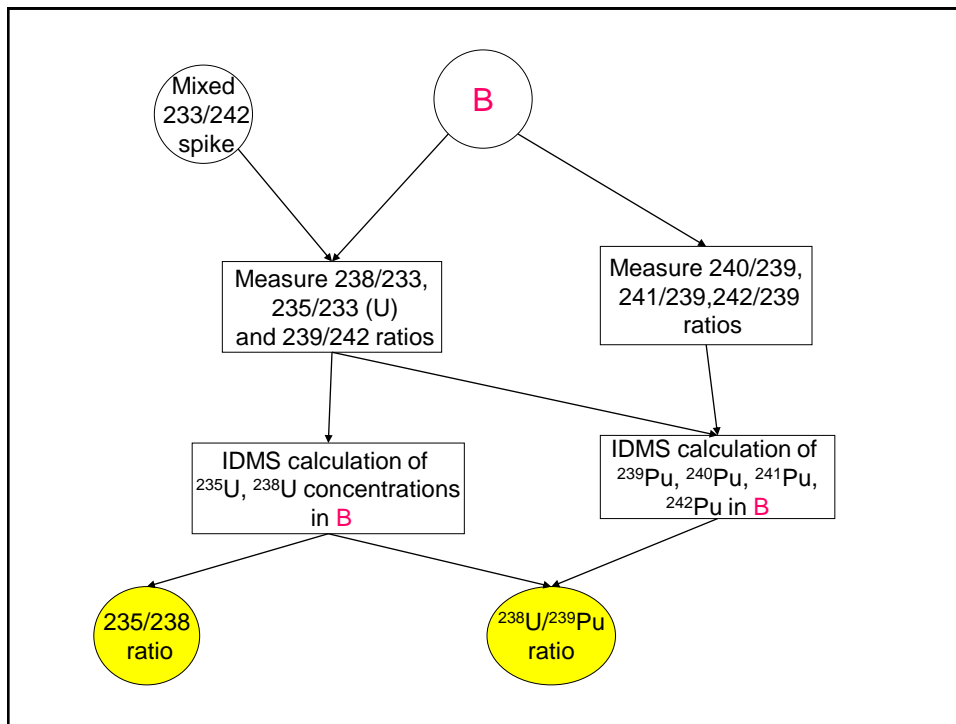 Mixed
233/242
spike
B
Measure 238/233,
235/233 (U)
and 239/242 ratios
Measure 240/239,
241/239,242/239
ratios
IDMS calculation of
²³⁵U, ²³⁸U concentrations
in B
IDMS calculation of
²³⁹Pu, ²⁴⁰Pu, ²⁴¹Pu,
²⁴²Pu in B
235/238
ratio
²³⁸U/²³⁹Pu
ratio